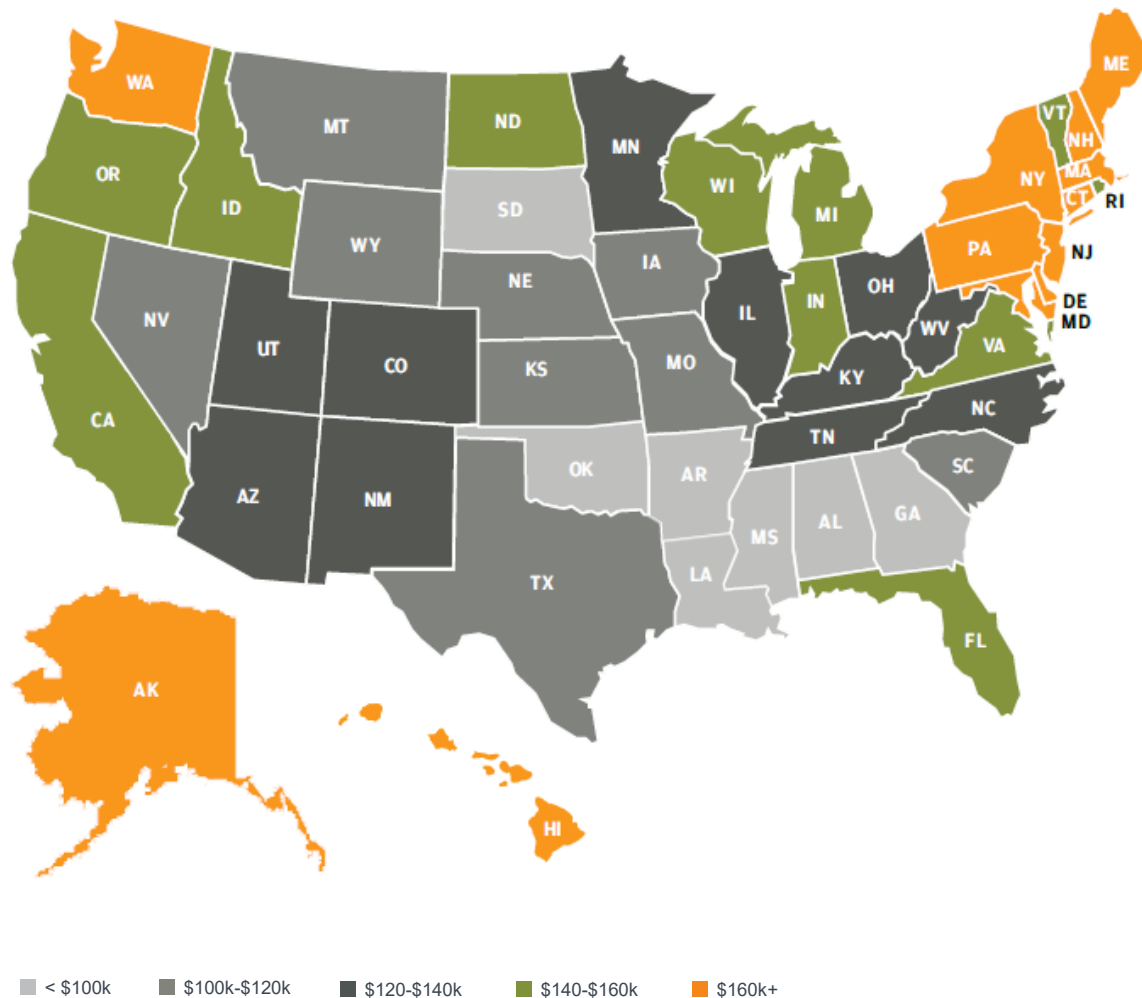 ME
WA
VT
ND
MT
NH
MN
MA
OR
NY
WI
CT
RI
ID
SD
MI
WY
PA
NJ
IA
NE
OH
IN
DE
IL
NV
MD
WV
VA
UT
CO
MO
KS
KY
NC
CA
TN
SC
OK
AR
AZ
NM
GA
AL
MS
LA
TX
FL
AK
HI
< $100k $100k-$120k $120-$140k $140-$160k $160k+